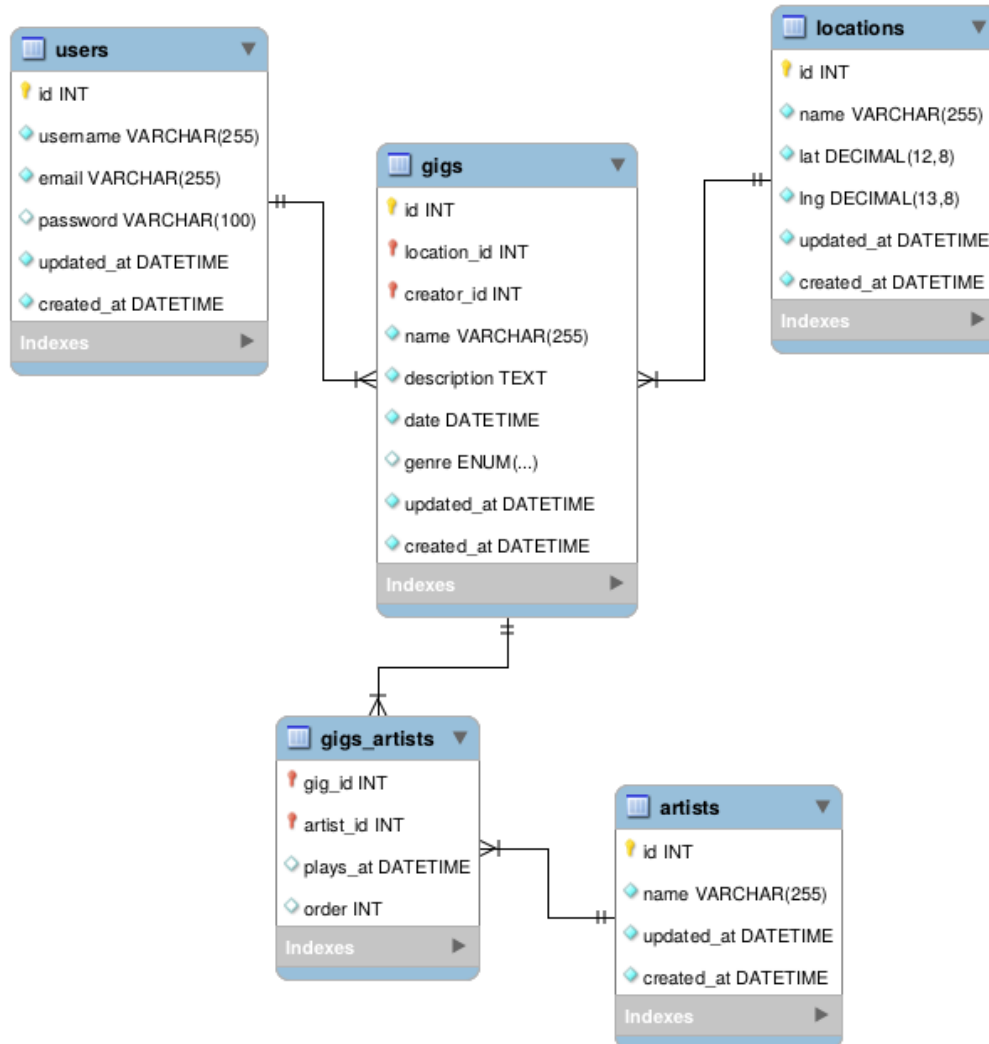 users
id INT
username VARCHAR(255)
email VARCHAR(255)
password VARCHAR(100)
updated_at DATETIME
created_at DATETIME
Indexes
locations
id INT
name VARCHAR(255)
lat DECIMAL(12,8)
lng DECIMAL(13,8)
updated_at DATETIME
created_at DATETIME
Indexes
gigs
id INT
location_id INT
creator_id INT
name VARCHAR(255)
description TEXT
date DATETIME
genre ENUM(...)
updated_at DATETIME
created_at DATETIME
Indexes
gigs_artists
gig_id INT
artist_id INT
plays_at DATETIME
order INT
Indexes
artists
id INT
name VARCHAR(255)
updated_at DATETIME
created_at DATETIME
Indexes